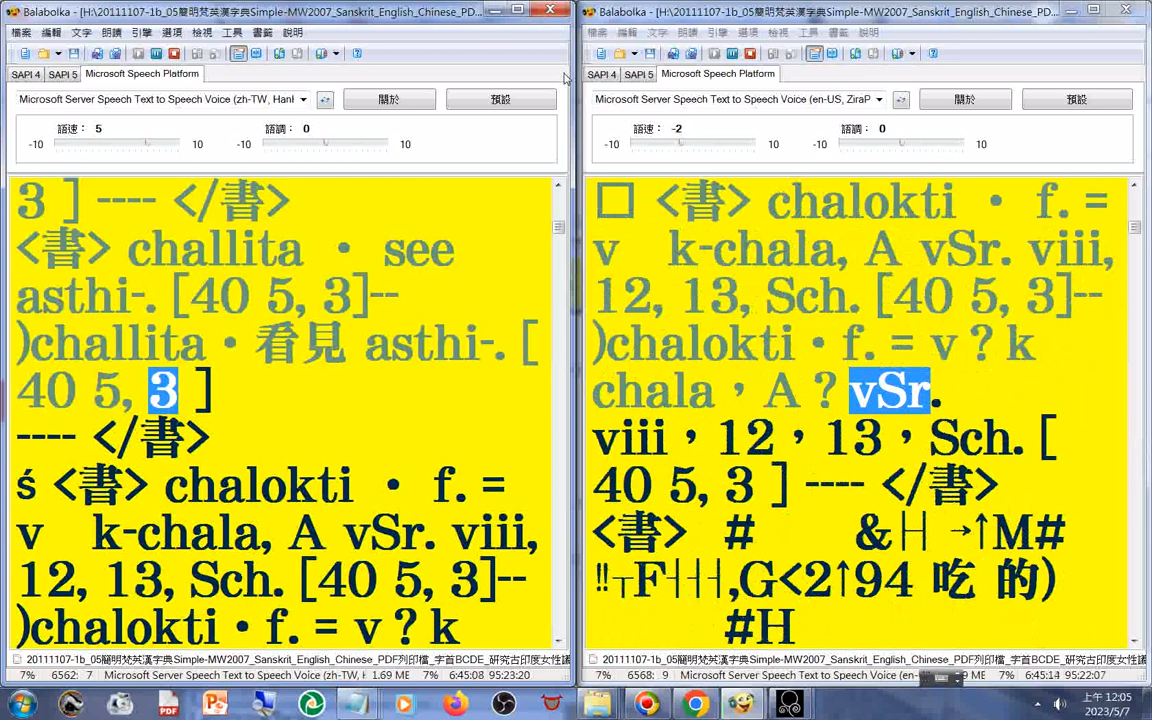 Balabolka - [H:\20111107-1b_05簡明梵英漢字典Simple-MW2007_Sanskrit_English_Chinese_PD...
檔案 編輯 文字 朗讀 引擎 選項 檢視 工具 書籤 說明
SAPI 4 SAPI 5 Microsoft Speech Platform
Microsoft Server Speech Text to Speech Voice (zh-TW, Hanl 關於 預設
語速： 5 語調： 0
-10 10 -10 10
3 ] ---- </書>
<書> challita • see
asthi-. [40 5, 3]--
)challita • 看見 asthi-. [
40 5, 3 ]
---- </書>
ś <書> chalokti • f. =
v k-chala, A vSr. viii,
12, 13, Sch. [40 5, 3]--
)chalokti • f. = v ? k
20111107-1b_05簡明梵英漢字典Simple-MW2007_Sanskrit_English_Chinese_PDF列印檔_字首BCDE_研究古印度女性議
7% 6562: 7 Microsoft Server Speech Text to Speech Voice (zh-TW, H 1.69 ME 7% 6:45:08 95:23:20
Balabolka - [H:\20111107-1b_05簡明梵英漢字典Simple-MW2007_Sanskrit_English_Chinese_PD...
檔案 編輯 文字 朗讀 引擎 選項 檢視 工具 書籤 說明
SAPI 4 SAPI 5 Microsoft Speech Platform
Microsoft Server Speech Text to Speech Voice (en-US, ZiraP 關於 預設
語速： -2 語調： 0
-10 10 -10 10
□ <書> chalokti • f. =
v k-chala, A vSr. viii,
12, 13, Sch. [40 5, 3]--
)chalokti • f. = v ? k
chala，A ? vSr.
viii，12，13，Sch. [
40 5, 3 ] ---- </書>
<書> # &├ →↑M#
‼┬F┤┤┤,G<2↑94 吃 的)
#H
20111107-1b_05簡明梵英漢字典Simple-MW2007_Sanskrit_English_Chinese_PDF列印檔_字首BCDE_研究古印度女性議
7% 6568: 9 Microsoft Server Speech Text to Speech Voice (en-US, 7% 6:45:14 95:22:07
上午 12:05
2023/5/7